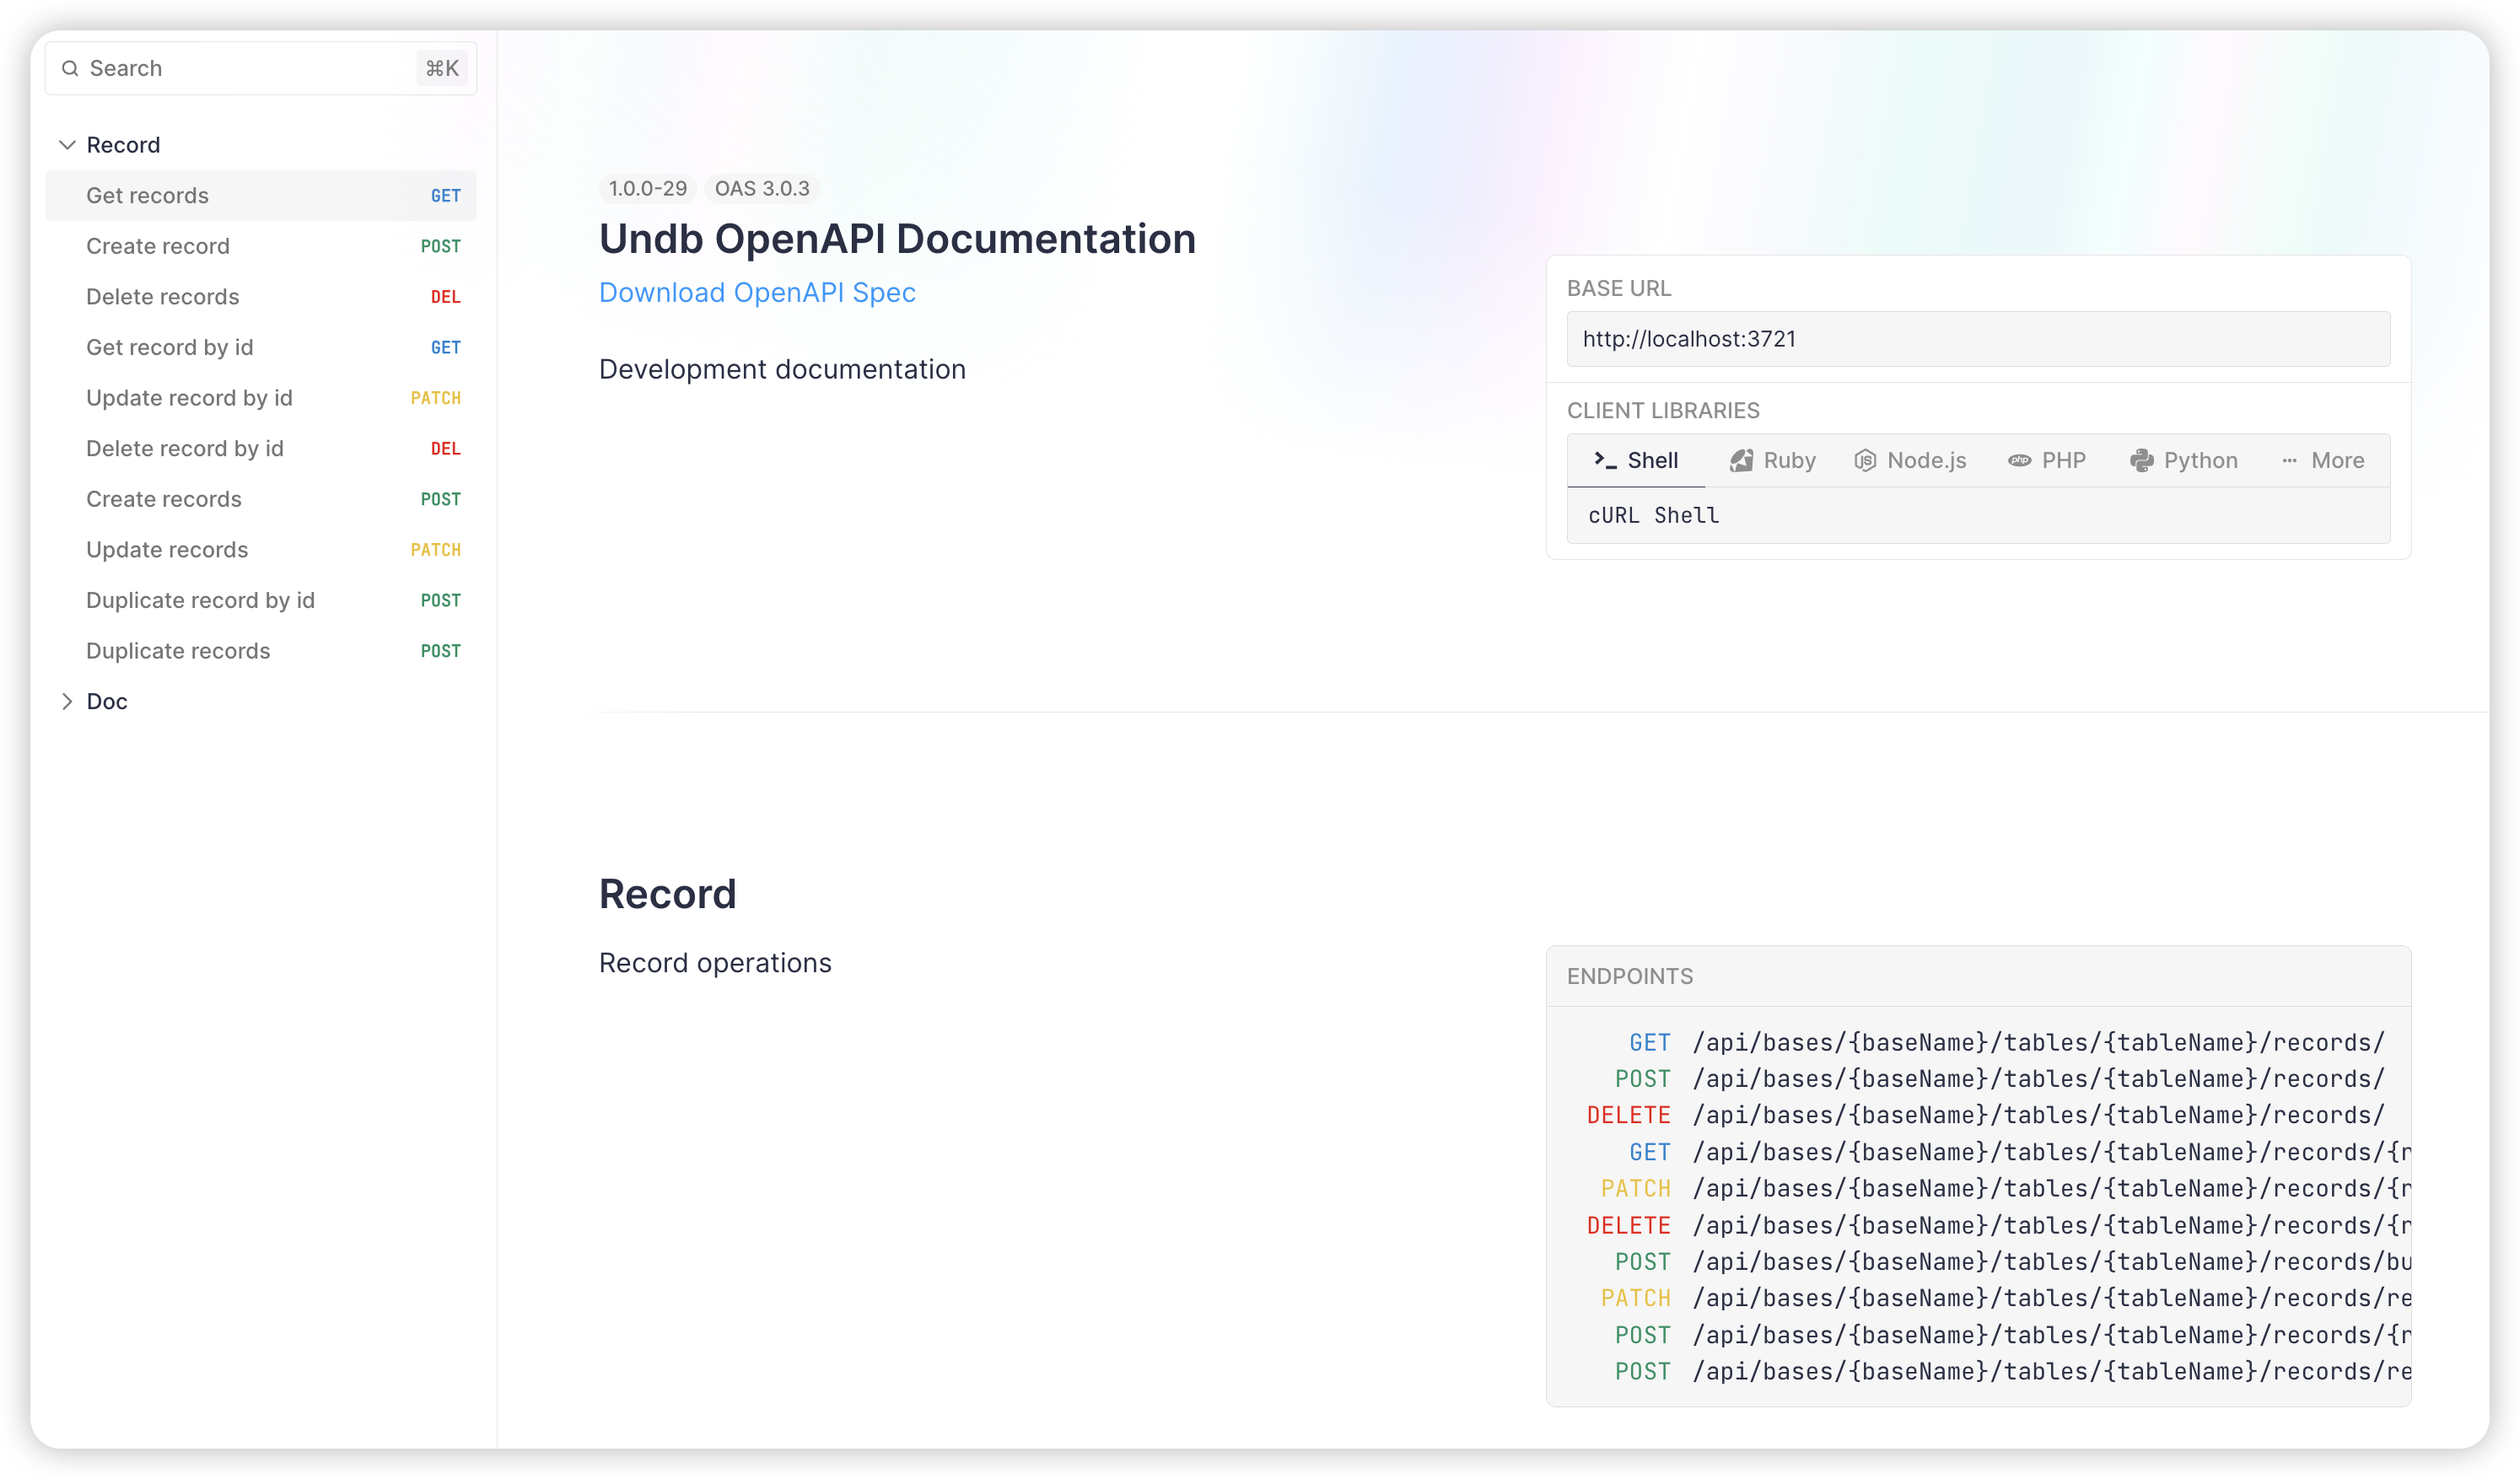 Search ⌘K
Record
Get records GET
Create record POST
Delete records DEL
Get record by id GET
Update record by id PATCH
Delete record by id DEL
Create records POST
Update records PATCH
Duplicate record by id POST
Duplicate records POST
Doc
1.0.0-29 OAS 3.0.3
Undb OpenAPI Documentation
Download OpenAPI Spec
Development documentation
BASE URL
http://localhost:3721
CLIENT LIBRARIES
Shell Ruby Node.js PHP Python More
cURL Shell
Record
Record operations
ENDPOINTS
GET /api/bases/{baseName}/tables/{tableName}/records/
POST /api/bases/{baseName}/tables/{tableName}/records/
DELETE /api/bases/{baseName}/tables/{tableName}/records/
GET /api/bases/{baseName}/tables/{tableName}/records/{r
PATCH /api/bases/{baseName}/tables/{tableName}/records/{r
DELETE /api/bases/{baseName}/tables/{tableName}/records/{r
POST /api/bases/{baseName}/tables/{tableName}/records/bu
PATCH /api/bases/{baseName}/tables/{tableName}/records/re
POST /api/bases/{baseName}/tables/{tableName}/records/{r
POST /api/bases/{baseName}/tables/{tableName}/records/re